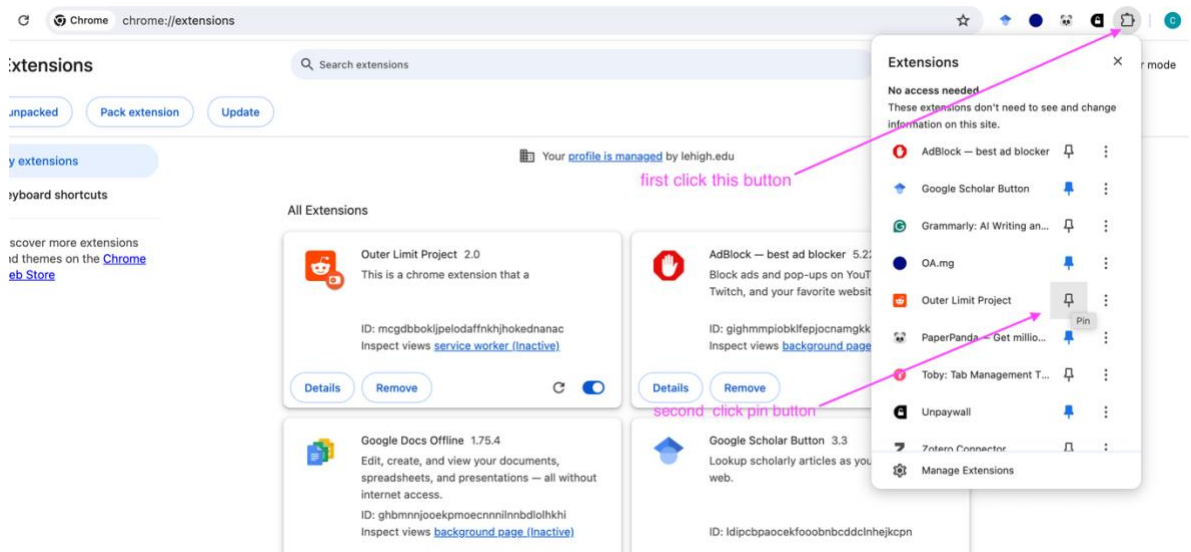 Chrome chrome://extensions
xtensions
Search extensions
r mode
unpacked
Pack extension
Update
y extensions
eyboard shortcuts
scover more extensions
nd themes on the Chrome
eb Store
Your profile is managed by lehigh.edu
first click this button
All Extensions
Outer Limit Project 2.0
This is a chrome extension that a
ID: mcgdbbokljpelodaffnkhjhokednanac
Inspect views service worker (Inactive)
Details
Remove
AdBlock — best ad blocker 5.22
Block ads and pop-ups on YouT
Twitch, and your favorite websit
ID: gighmmpiobklfepjocnamgkk
Inspect views background page
Details
Remove
second click pin button
Google Docs Offline 1.75.4
Edit, create, and view your documents,
spreadsheets, and presentations — all without
internet access.
ID: ghbmnnjooekpmoecnnnilnnbdlolhkhi
Inspect views background page (Inactive)
Google Scholar Button 3.3
Lookup scholarly articles as you
web.
ID: ldipcbpaocekfooobnbcddclnhejkcpn
Extensions
No access needed
These extensions don't need to see and change
information on this site.
AdBlock — best ad blocker
Google Scholar Button
Grammarly: AI Writing an...
OA.mg
Outer Limit Project
Pin
PaperPanda — Get millio...
Toby: Tab Management T...
Unpaywall
Zotero Connector
Manage Extensions
C